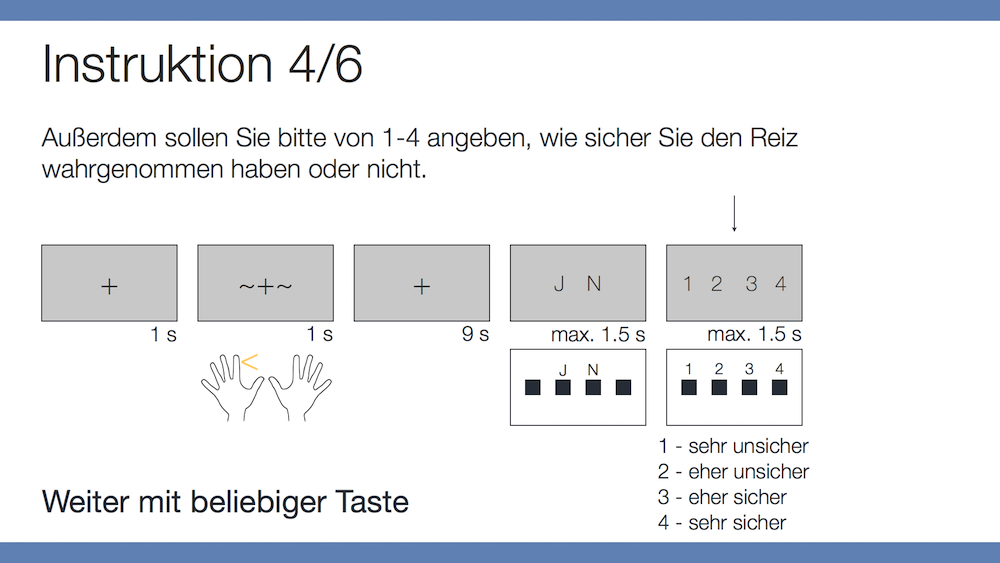 Instruktion 4/6
Außerdem sollen Sie bitte von 1-4 angeben, wie sicher Sie den Reiz
wahrgenommen haben oder nicht.
+
~+~
+
J N
1 2 3 4
1 s
1 s
9 s
max. 1.5 s
max. 1.5 s
J N
1 2 3 4
1 - sehr unsicher
2 - eher unsicher
3 - eher sicher
4 - sehr sicher
Weiter mit beliebiger Taste